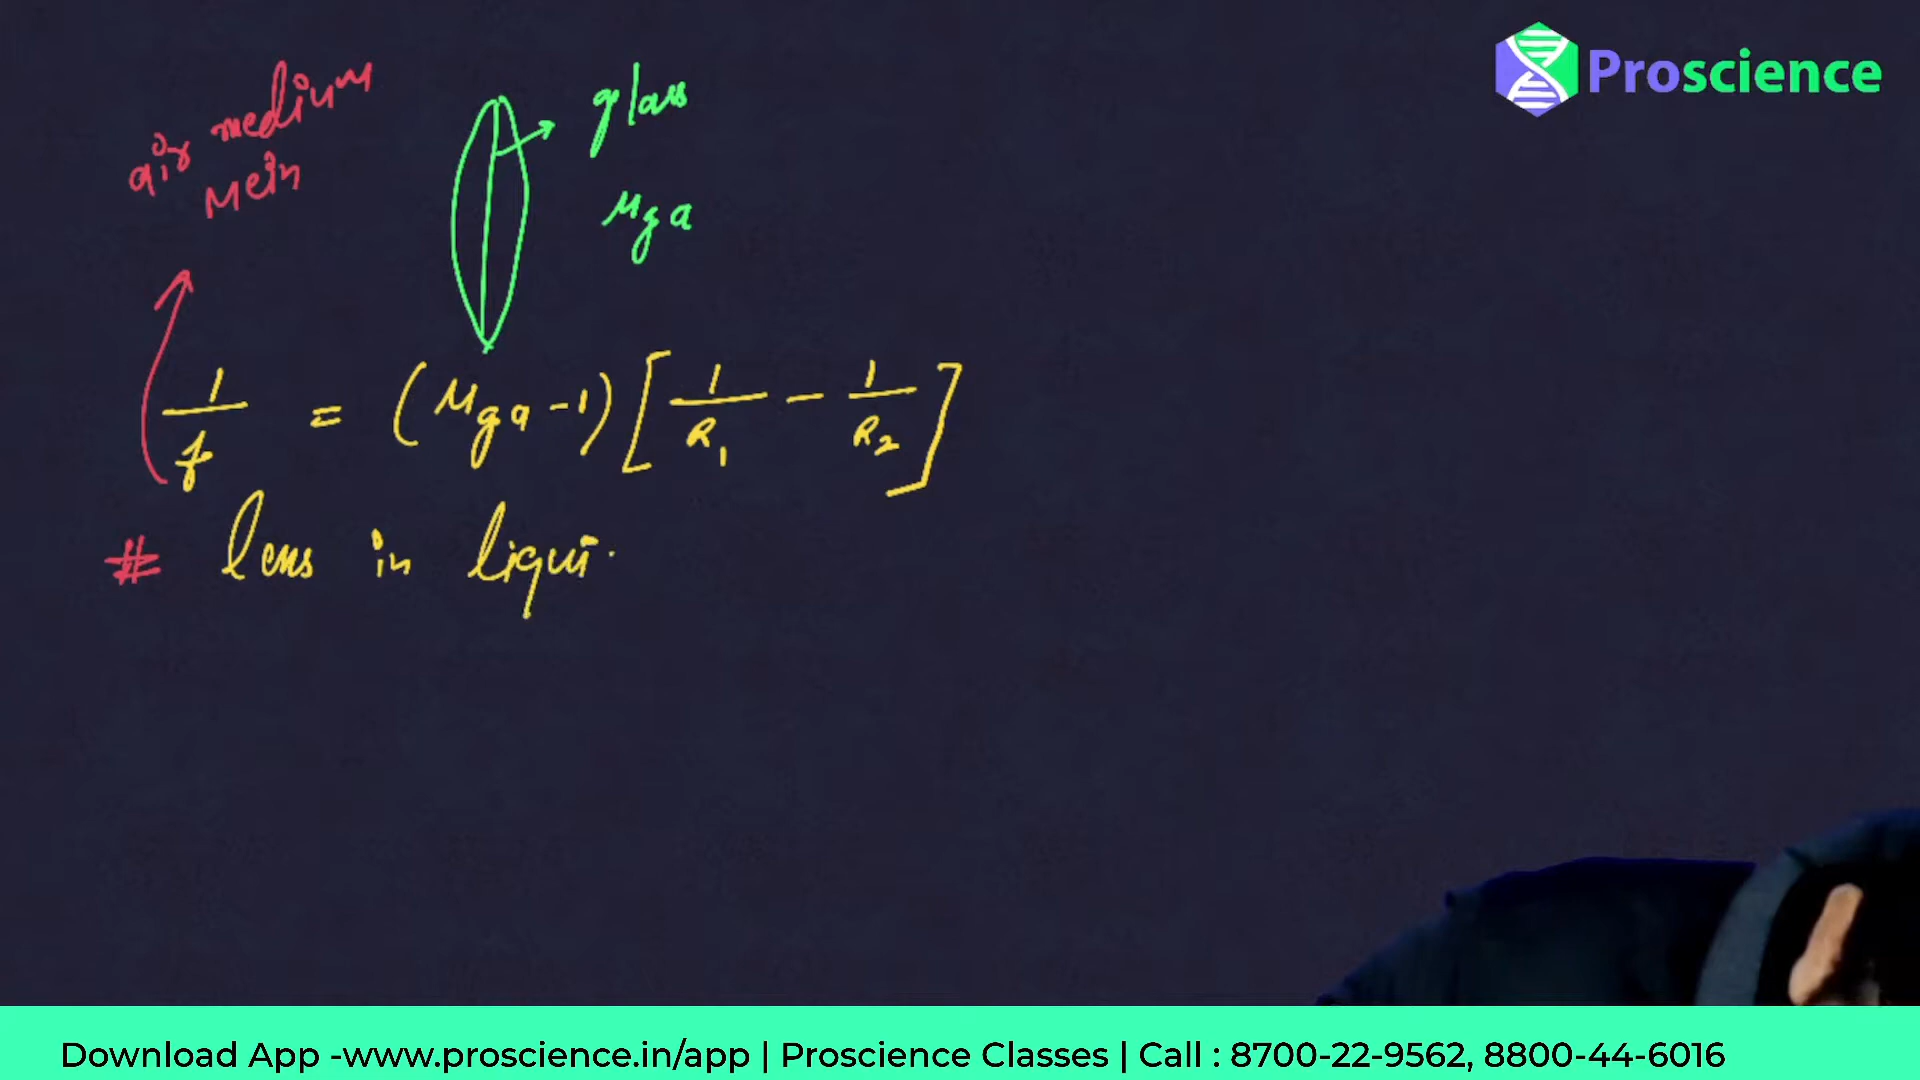 Proscience
air medium
mein
glass
μga
1/f = (μga - 1) [1/R1 - 1/R2]
# lens in liqui
Download App -www.proscience.in/app | Proscience Classes | Call : 8700-22-9562, 8800-44-6016